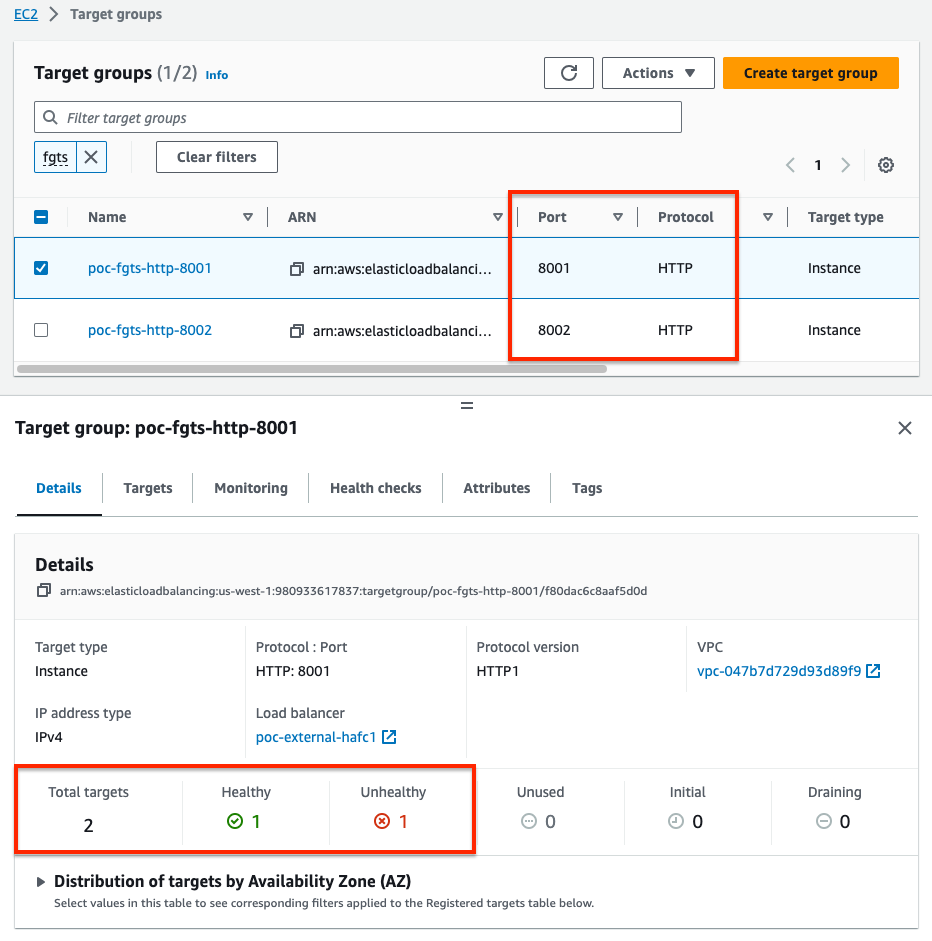 EC2 > Target groups
Target groups (1/2) Info
Actions
Create target group
Filter target groups
fgts
Clear filters
1
Name ARN Port Protocol Target type
poc-fgts-http-8001 arn:aws:elasticloadbalanci... 8001 HTTP Instance
poc-fgts-http-8002 arn:aws:elasticloadbalanci... 8002 HTTP Instance
Target group: poc-fgts-http-8001
Details Targets Monitoring Health checks Attributes Tags
Details
arn:aws:elasticloadbalancing:us-west-1:980933617837:targetgroup/poc-fgts-http-8001/f80dac6c8aaf5d0d
Target type Protocol : Port Protocol version VPC
Instance HTTP: 8001 HTTP1 vpc-047b7d729d93d89f9
IP address type Load balancer
IPv4 poc-external-hafc1
Total targets Healthy Unhealthy Unused Initial Draining
2 1 1 0 0 0
Distribution of targets by Availability Zone (AZ)
Select values in this table to see corresponding filters applied to the Registered targets table below.